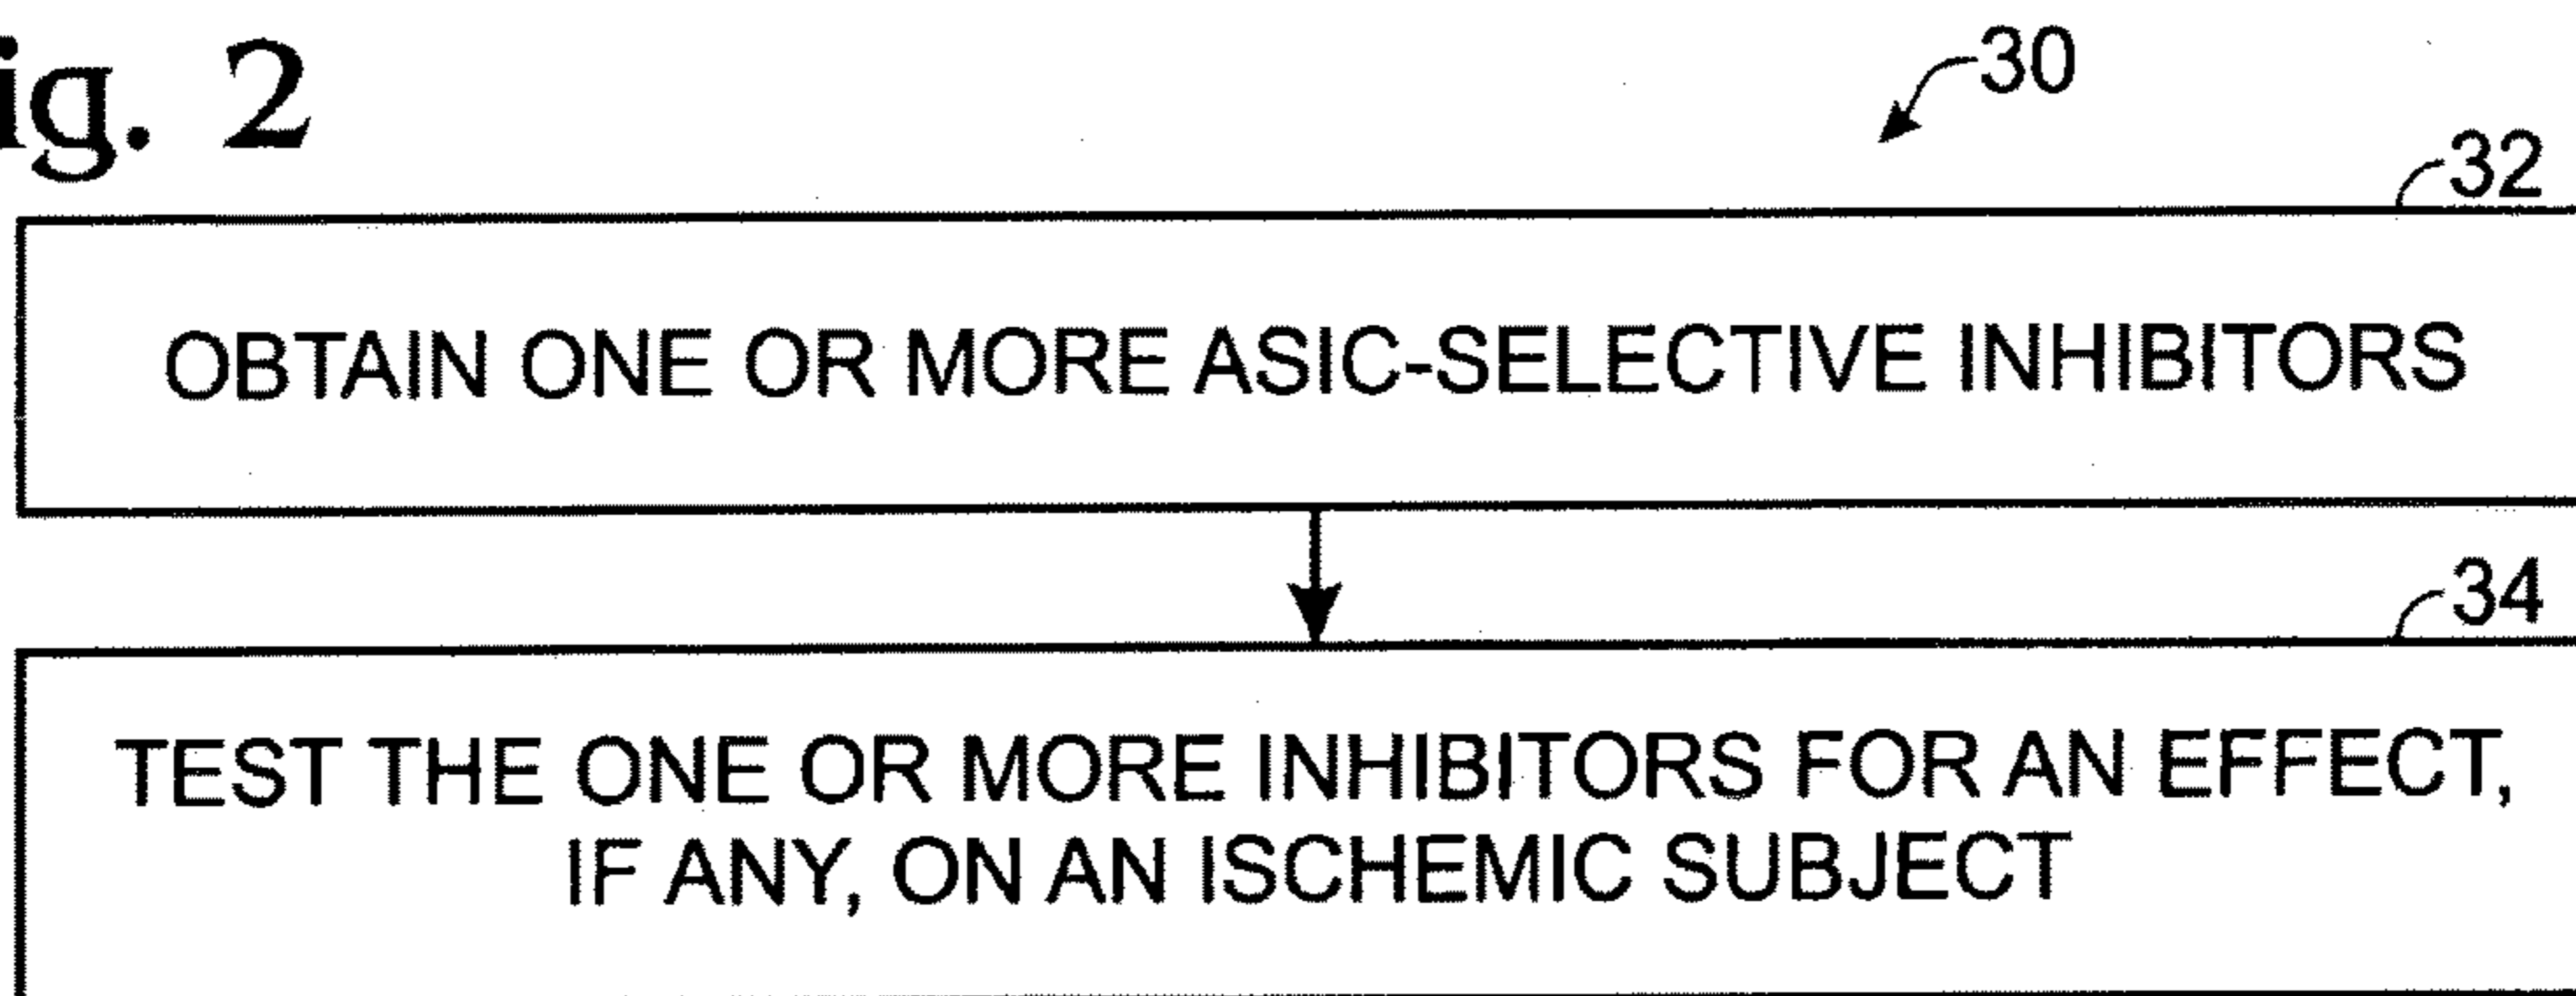 ig. 2
30
32
OBTAIN ONE OR MORE ASIC-SELECTIVE INHIBITORS
34
TEST THE ONE OR MORE INHIBITORS FOR AN EFFECT,
IF ANY, ON AN ISCHEMIC SUBJECT